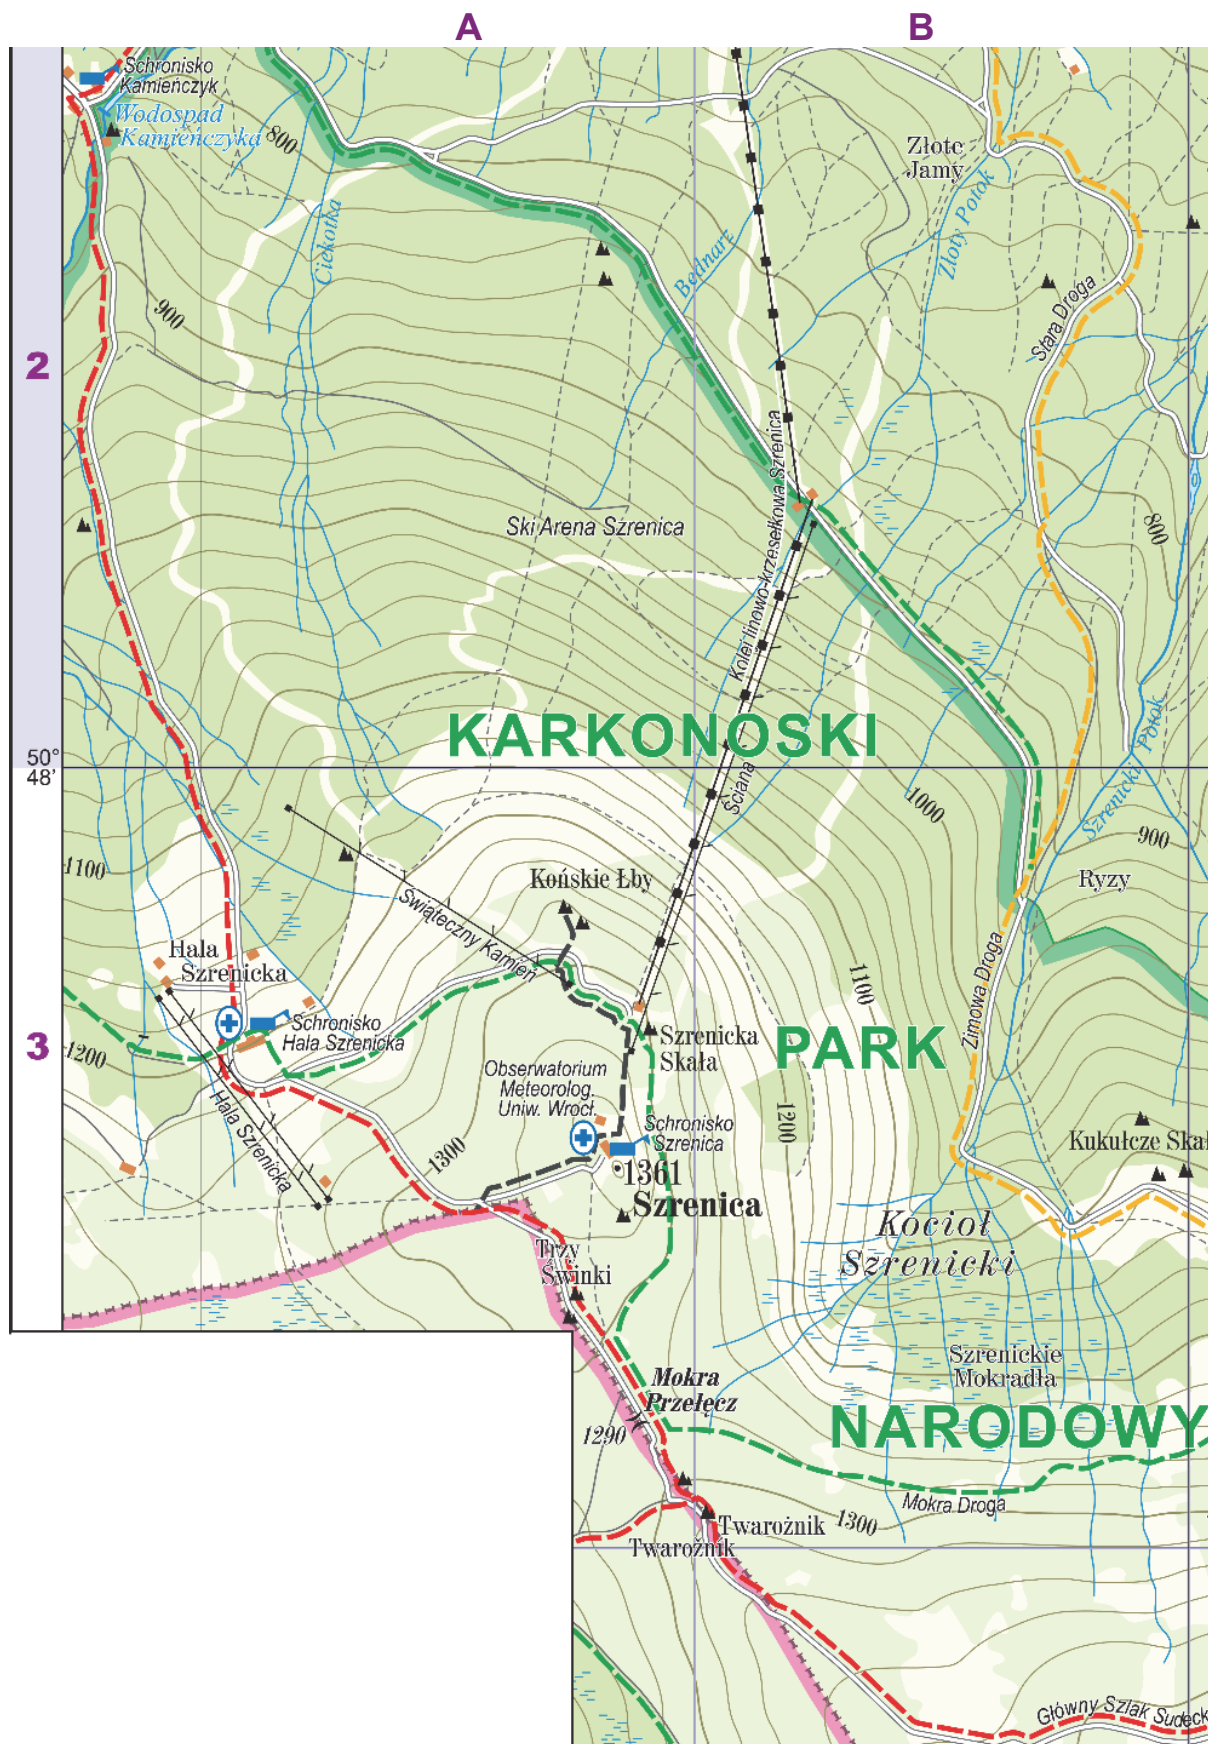 A
B
Schronisko
Kamieńczyk
Wodospad
Kamieńczyka
800
Złote
Jamy
Ciekotka
Bednarz
Złoty Potok
900
Stara Droga
2
Kolej linowo-krzesełkowa Szrenica
Ski Arena Szrenica
800
KARKONOSKI
50°
48'
Ściana
Szrenicki Potok
1000
900
1100
Końskie Łby
Ryzy
Świąteczny Kamień
Hala
Szrenicka
Zimowa Droga
1100
3
1200
Schronisko
Hala Szrenicka
Szrenicka
Skała
PARK
Obserwatorium
Meteorolog.
Uniw. Wrocł.
Hala Szrenicka
1300
Schronisko
Szrenica
1200
Kukułcze Skał
1361
Szrenica
Kocioł
Szrenicki
Trzy
Świnki
Szrenickie
Mokradła
Mokra
Przełęcz
1290
NARODOWY
Mokra Droga
1300
Twarożnik
Twarožnik
Główny Szlak Sudeck